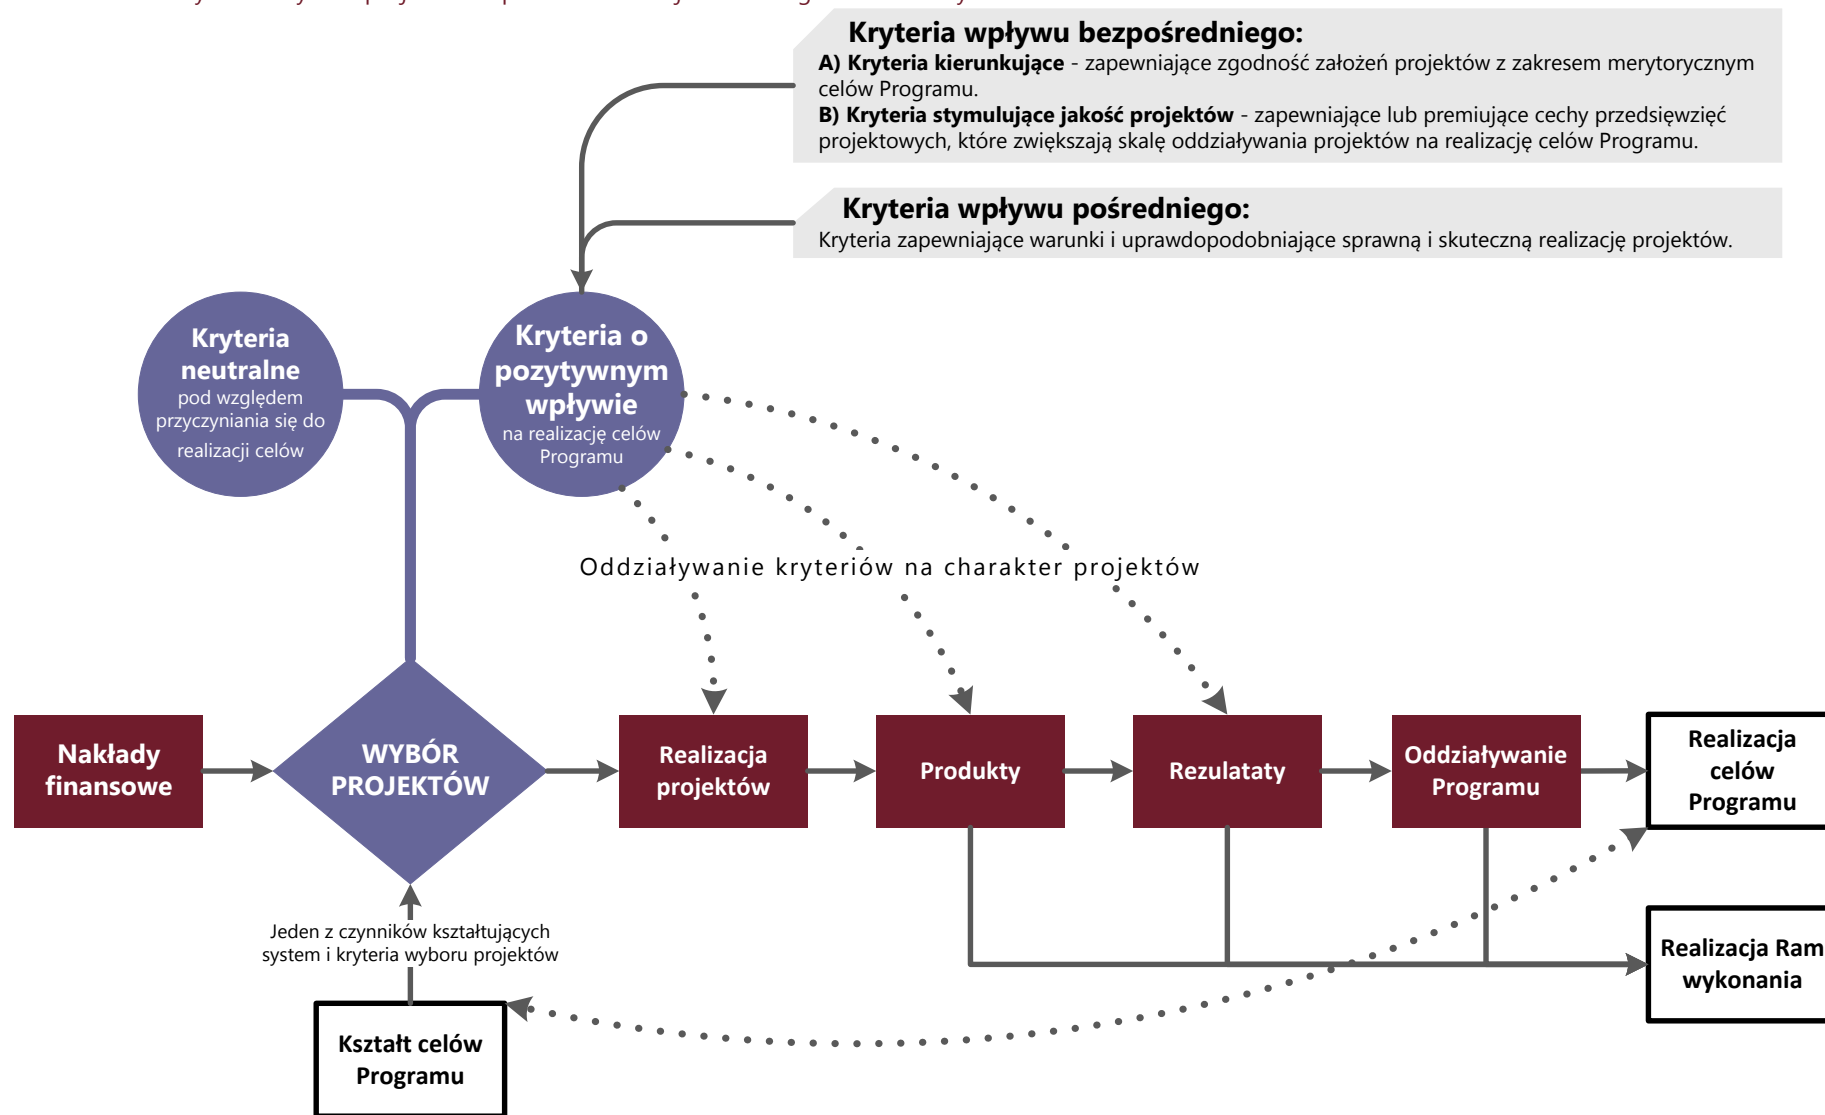 Kryteria wpływu bezpośredniego:
A) Kryteria kierunkujące - zapewniające zgodność założeń projektów z zakresem merytorycznym
celów Programu.
B) Kryteria stymulujące jakość projektów - zapewniające lub premiujące cechy przedsięwzięć
projektowych, które zwiększają skalę oddziaływania projektów na realizację celów Programu.
Kryteria wpływu pośredniego:
Kryteria zapewniające warunki i uprawdopodobniające sprawną i skuteczną realizację projektów.
Kryteria
neutralne
pod względem
przyczyniania się do
realizacji celów
Kryteria o
pozytywnym
wpływie
na realizację celów
Programu
Oddziaływanie kryteriów na charakter projektów
Nakłady
finansowe
WYBÓR
PROJEKTÓW
Realizacja
projektów
Produkty
Rezulataty
Oddziaływanie
Programu
Realizacja
celów
Programu
Jeden z czynników kształtujących
system i kryteria wyboru projektów
Realizacja Ram
wykonania
Kształt celów
Programu